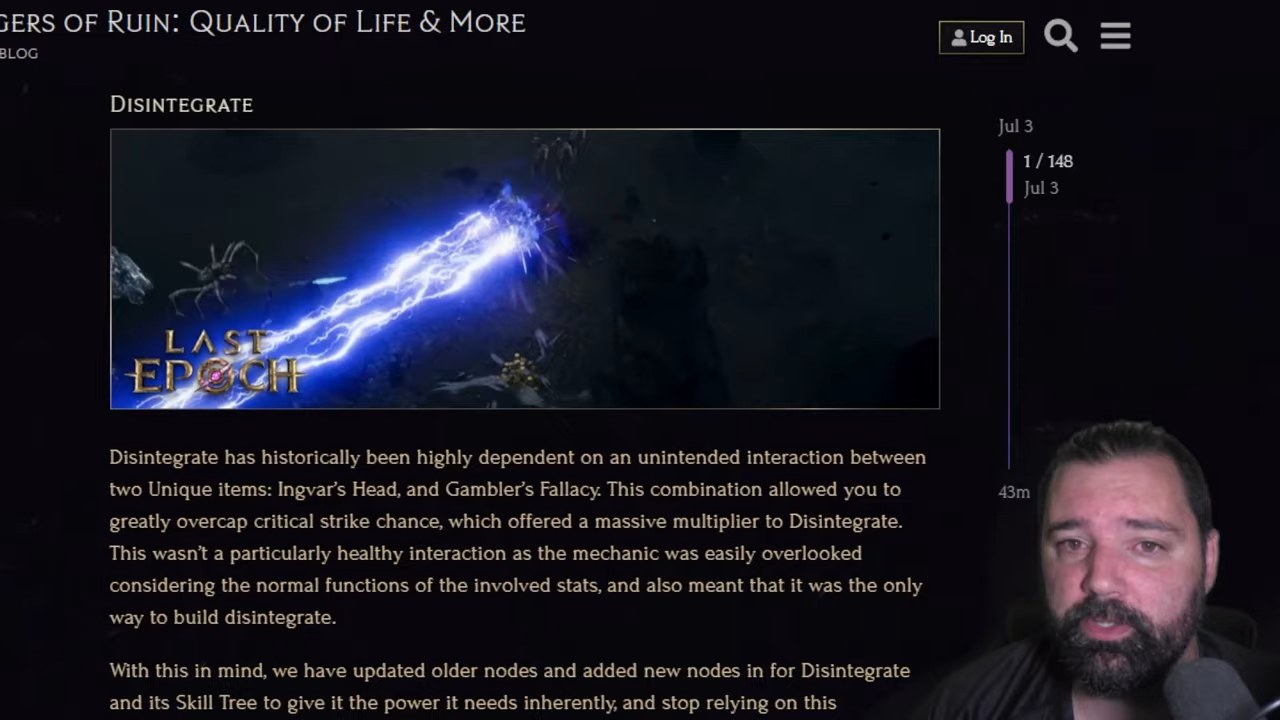 GERS OF RUIN: QUALITY OF LIFE & MORE
BLOG
Log In
DISINTEGRATE
LAST
EPOCH
Jul 3
1 / 148
Jul 3
43m
Disintegrate has historically been highly dependent on an unintended interaction between
two Unique items: Ingvar's Head, and Gambler's Fallacy. This combination allowed you to
greatly overcap critical strike chance, which offered a massive multiplier to Disintegrate.
This wasn't a particularly healthy interaction as the mechanic was easily overlooked
considering the normal functions of the involved stats, and also meant that it was the only
way to build disintegrate.
With this in mind, we have updated older nodes and added new nodes in for Disintegrate
and its Skill Tree to give it the power it needs inherently, and stop relying on this